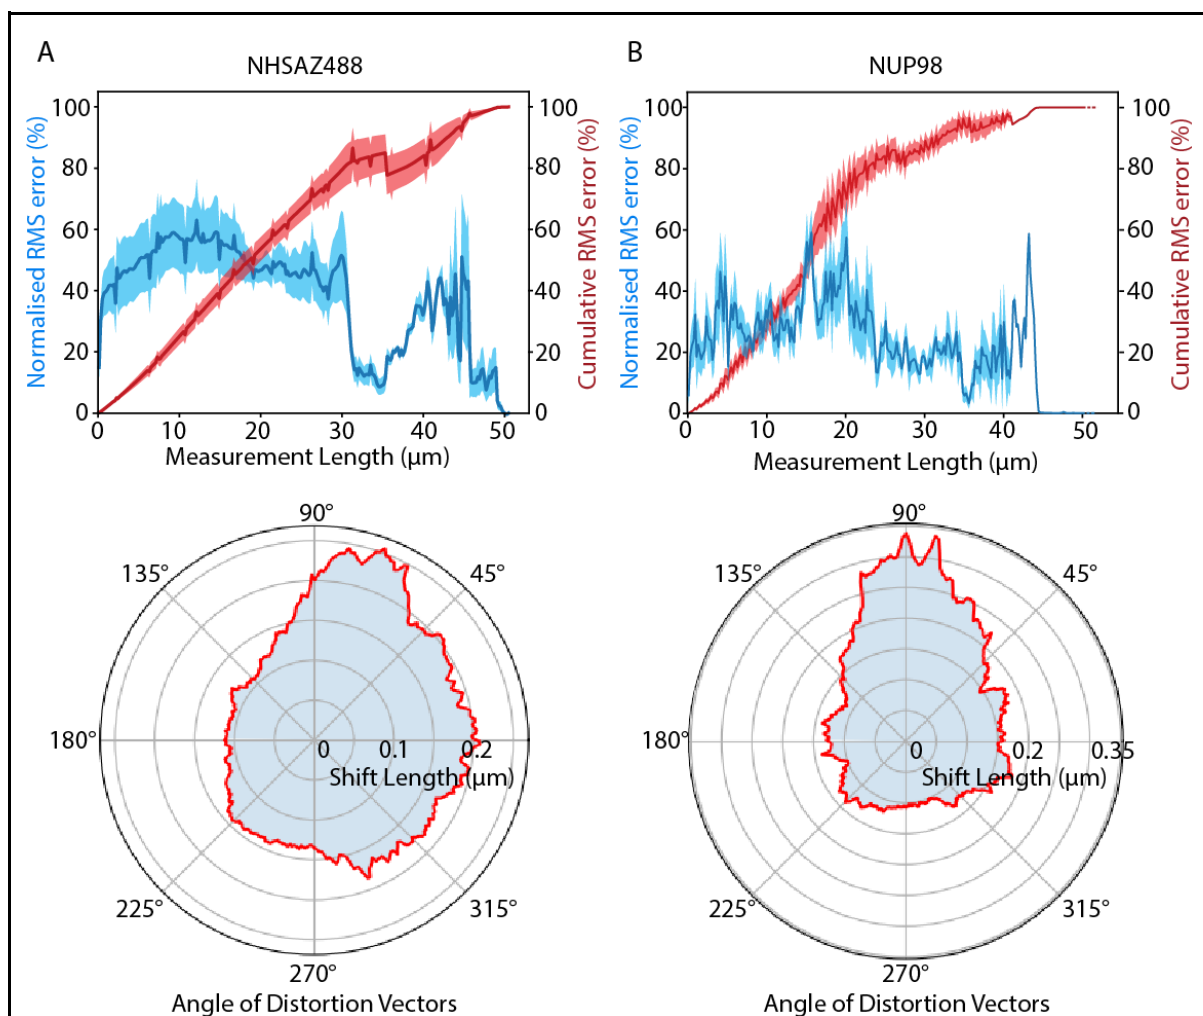 A
NHSAZ488
100
80
60
40
20
0
Normalised RMS error (%)
100
80
60
40
20
0
Cumulative RMS error (%)
0 10 20 30 40 50
Measurement Length (μm)
B
NUP98
100
80
60
40
20
0
Normalised RMS error (%)
100
80
60
40
20
0
Cumulative RMS error (%)
0 10 20 30 40 50
Measurement Length (μm)
90°
135° 45°
180° 0 0.1 0.2
Shift Length (μm)
225° 315°
270°
Angle of Distortion Vectors
90°
135° 45°
180° 0 0.2 0.35
Shift Length (μm)
225° 315°
270°
Angle of Distortion Vectors